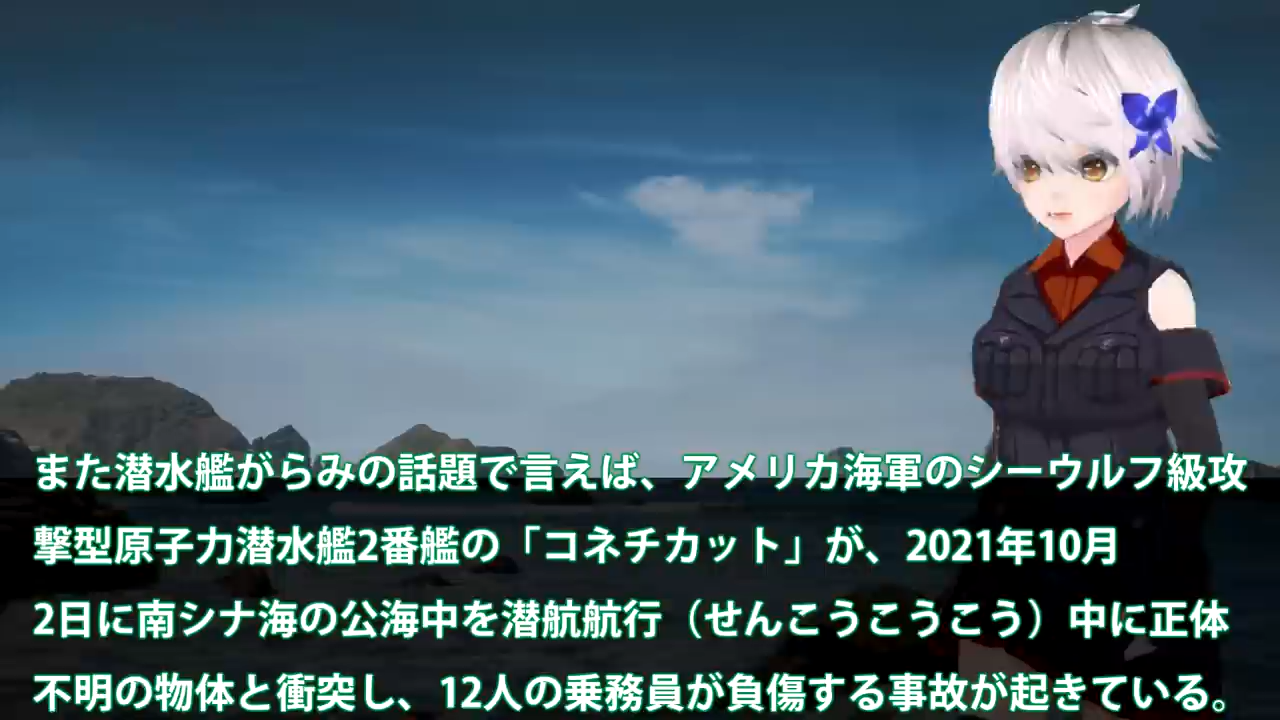 また潜水艦がらみの話題で言えば、アメリカ海軍のシーウルフ級攻
撃型原子力潜水艦2番艦の「コネチカット」が、2021年10月
2日に南シナ海の公海中を潜航航行（せんこうこうこう）中に正体
不明の物体と衝突し、12人の乗務員が負傷する事故が起きている。